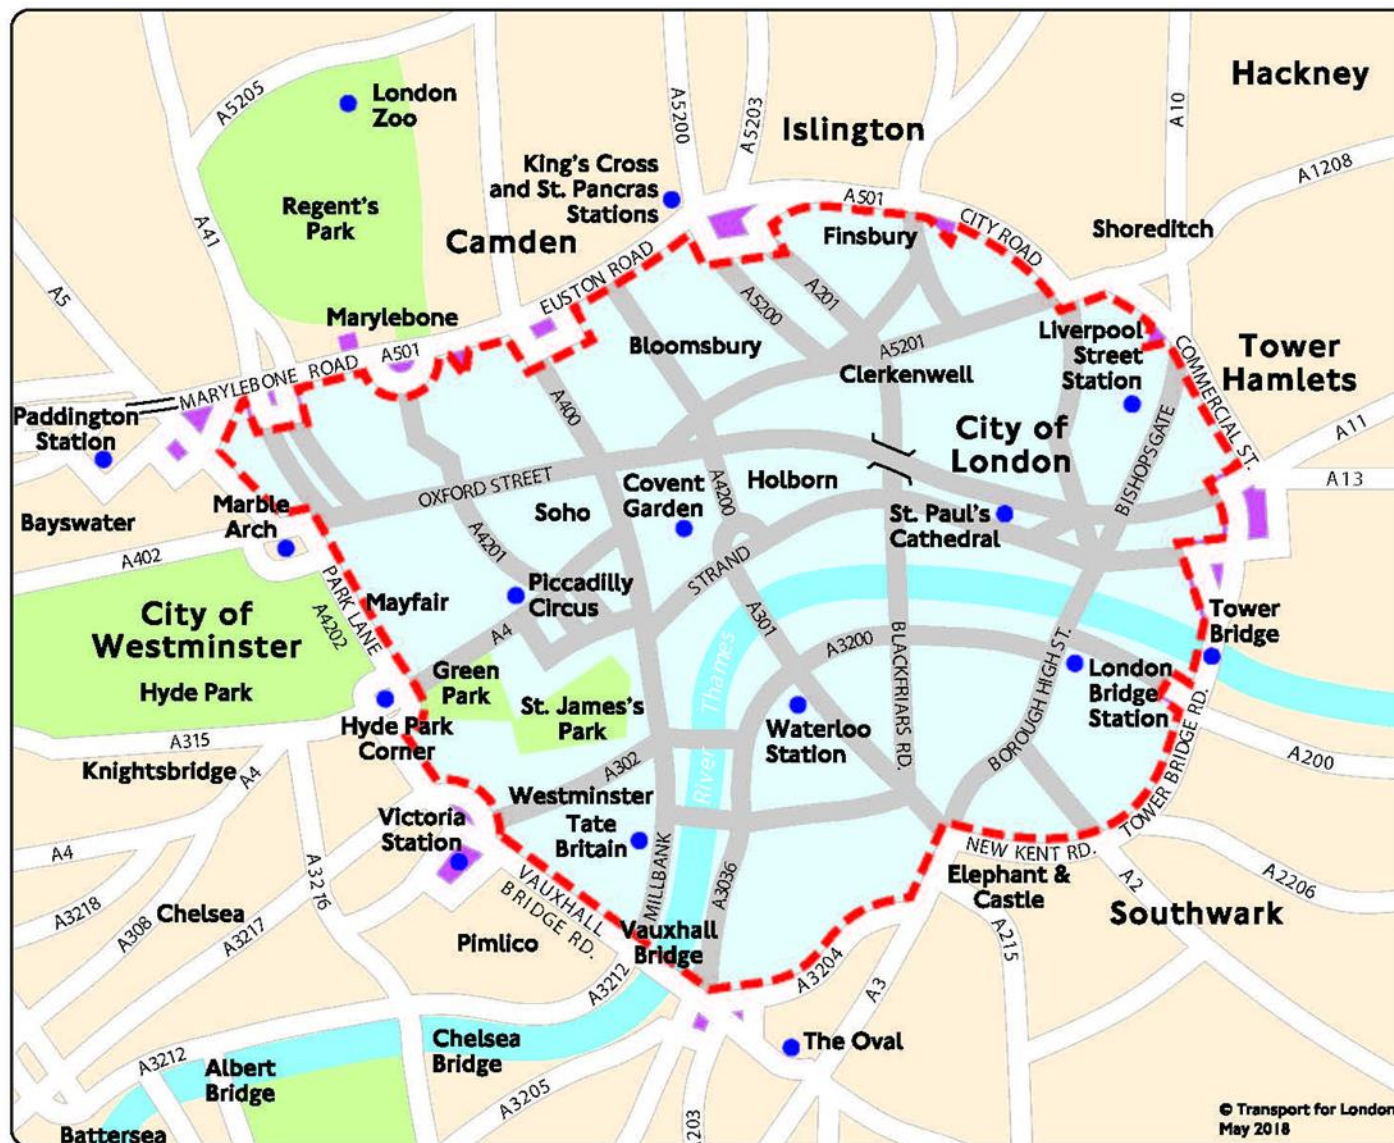 Hackney
A5205
London
Zoo
A5200
A5203
Islington
A10
A1208
King's Cross
and St. Pancras
Stations
A501
CITY ROAD
Shoreditch
Regent's
Park
A41
Camden
Finsbury
A5
EUSTON ROAD
A5200
A201
Marylebone
A501
MARYLEBONE ROAD
Bloomsbury
A5201
Clerkenwell
Liverpool
Street
Station
COMMERCIAL ST.
Tower
Hamlets
Paddington
Station
A400
City of
London
BISHOPSGATE
A11
A13
Marble
Arch
OXFORD STREET
Soho
Covent
Garden
A4200
Holborn
St. Paul's
Cathedral
Bayswater
A402
A4201
STRAND
PARK LANE
A4202
Mayfair
Piccadilly
Circus
A4
City of
Westminster
Hyde Park
A301
A3200
BLACKFRIARS RD.
BOROUGH HIGH ST.
Tower
Bridge
Green
Park
St. James's
Park
River Thames
London
Bridge
Station
Hyde Park
Corner
Waterloo
Station
A315
Knightsbridge
A4
A302
TOWER BRIDGE RD.
A200
Westminster
Victoria
Station
Tate
Britain
MILLBANK
A3036
NEW KENT RD.
A4
A3276
VAUXHALL
BRIDGE RD.
Elephant &
Castle
A2
A2206
A3218
A308
Chelsea
A3217
Pimlico
Vauxhall
Bridge
Southwark
A215
A3204
A3
A3212
A3212
Albert
Bridge
Chelsea
Bridge
The Oval
A3205
Battersea
© Transport for London
May 2018